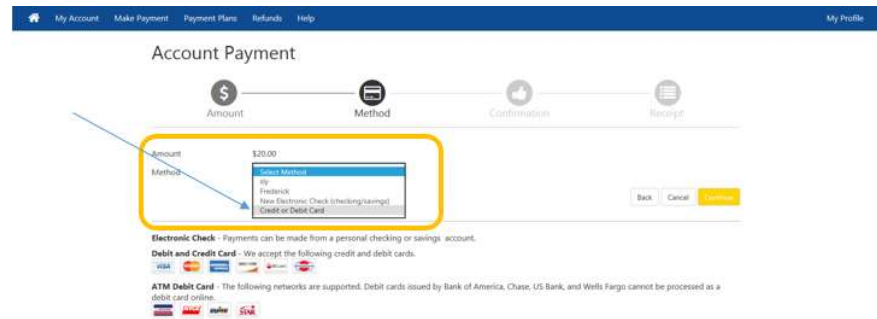 My Account Make Payment Payment Plans Refunds Help My Profile
Account Payment
Amount Method Confirmation Receipt
Amount $20.00
Method Select Method
Frederick
New Electronic Check (checking/savings)
Credit or Debit Card
Back Cancel Continue
Electronic Check - Payments can be made from a personal checking or savings account.
Debit and Credit Card - We accept the following credit and debit cards.
VISA
ATM Debit Card - The following networks are supported. Debit cards issued by Bank of America, Chase, US Bank, and Wells Fargo cannot be processed as a
debit card online.
STAR